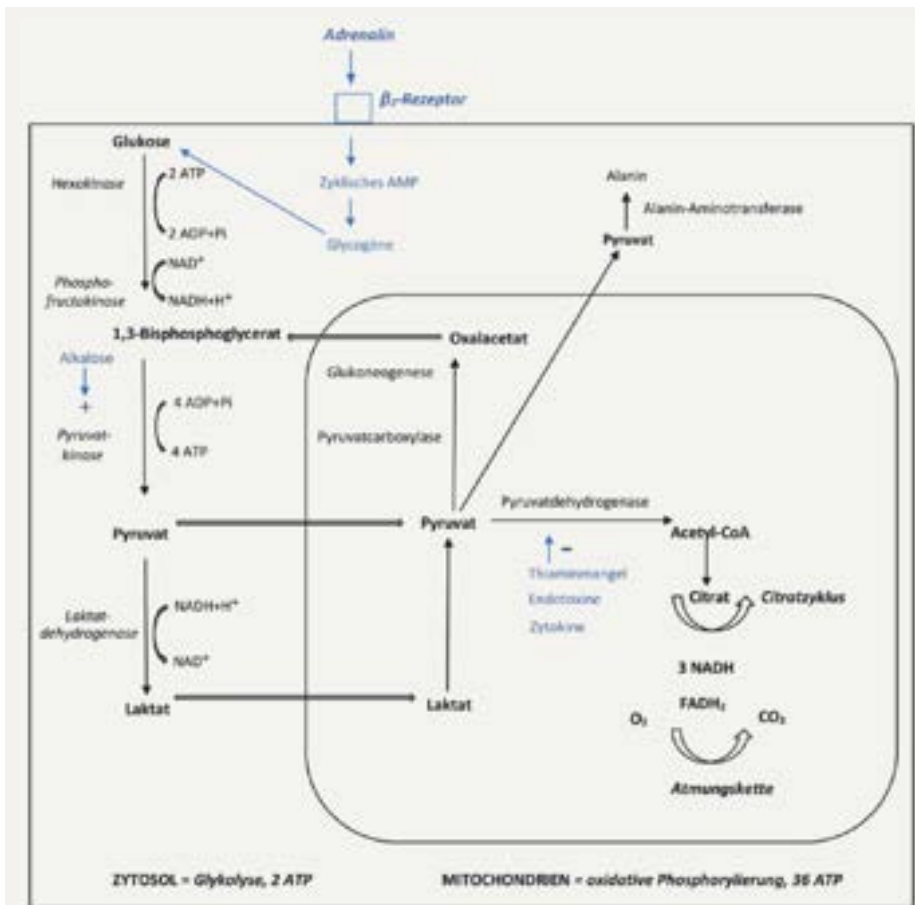 Adrenalin
β₂-Rezeptor
Glukose
Hexokinase
2 ATP
2 ADP+Pi
Zyklisches AMP
Glycogène
NAD⁺
NADH+H⁺
Phospho-
fructokinase
Alanin
Alanin-Aminotransferase
Pyruvat
1,3-Bisphosphoglycerat
Oxalacetat
Alkalose
+
Glukoneogenese
4 ADP+Pi
Pyruvat-
kinase
4 ATP
Pyruvatcarboxylase
Pyruvat
Pyruvat
Pyruvatdehydrogenase
Acetyl-CoA
–
Thiaminmangel
Endotoxine
Zytokine
Citrat
Citratzyklus
Laktat-
dehydrogenase
NADH+H⁺
NAD⁺
3 NADH
Laktat
Laktat
FADH₂
O₂
CO₂
Atmungskette
ZYTOSOL = Glykolyse, 2 ATP
MITOCHONDRIEN = oxidative Phosphorylierung, 36 ATP